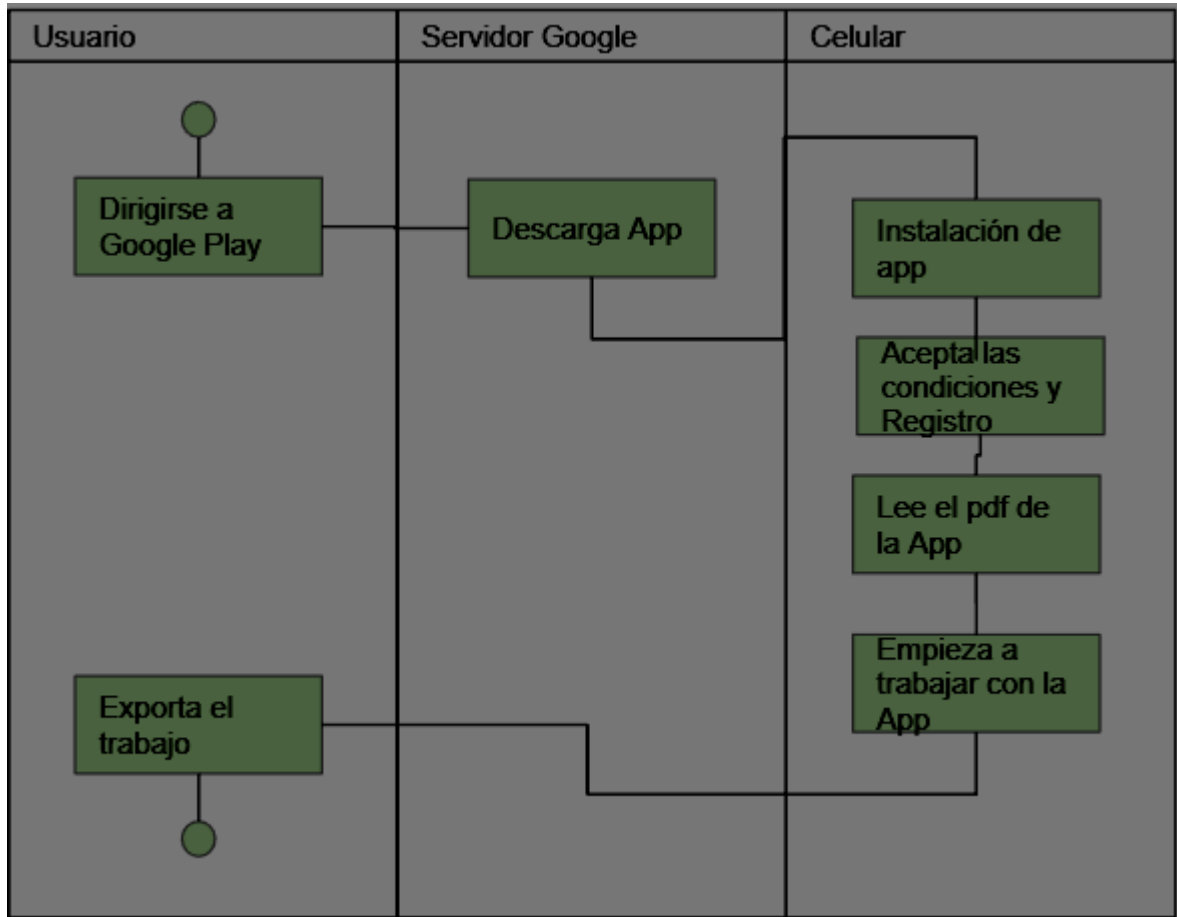 Usuario
Servidor Google
Celular
Dirigirse a
Google Play
Descarga App
Instalación de
app
Acepta las
condiciones y
Registro
Lee el pdf de
la App
Empieza a
trabajar con la
App
Exporta el
trabajo